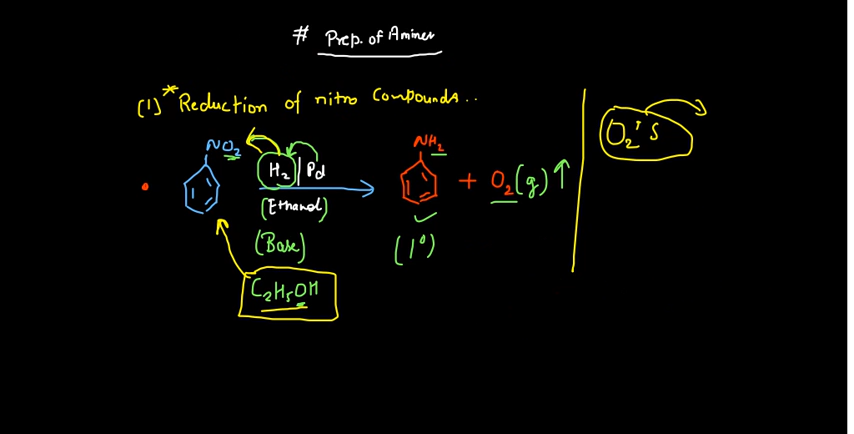 # Prep. of Amines
(1)* Reduction of nitro Compounds..
NO2 H2|Pd NH2 + O2(g)↑
(Ethanol)
(Base)
(1°)
C2H5OH
O2's